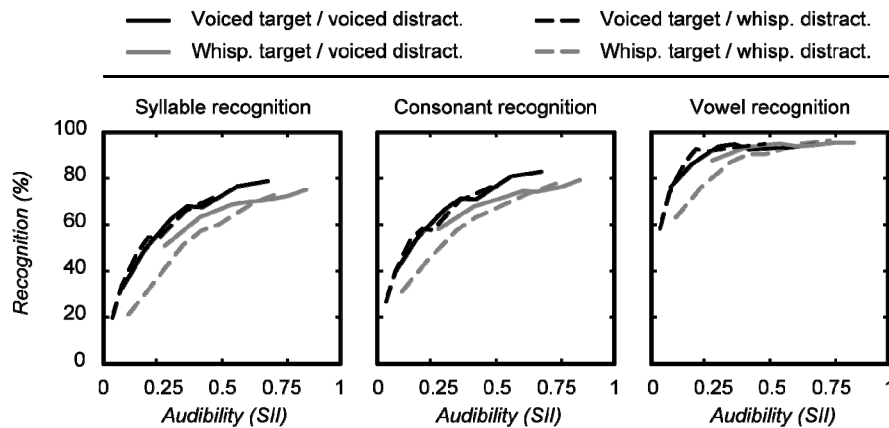 Voiced target / voiced distract. Voiced target / whisp. distract.
Whisp. target / voiced distract. Whisp. target / whisp. distract.
Syllable recognition Consonant recognition Vowel recognition
100
80
60
40
20
0
Recognition (%)
0 0.25 0.5 0.75 1 0 0.25 0.5 0.75 1 0 0.25 0.5 0.75 1
Audibility (SII) Audibility (SII) Audibility (SII)